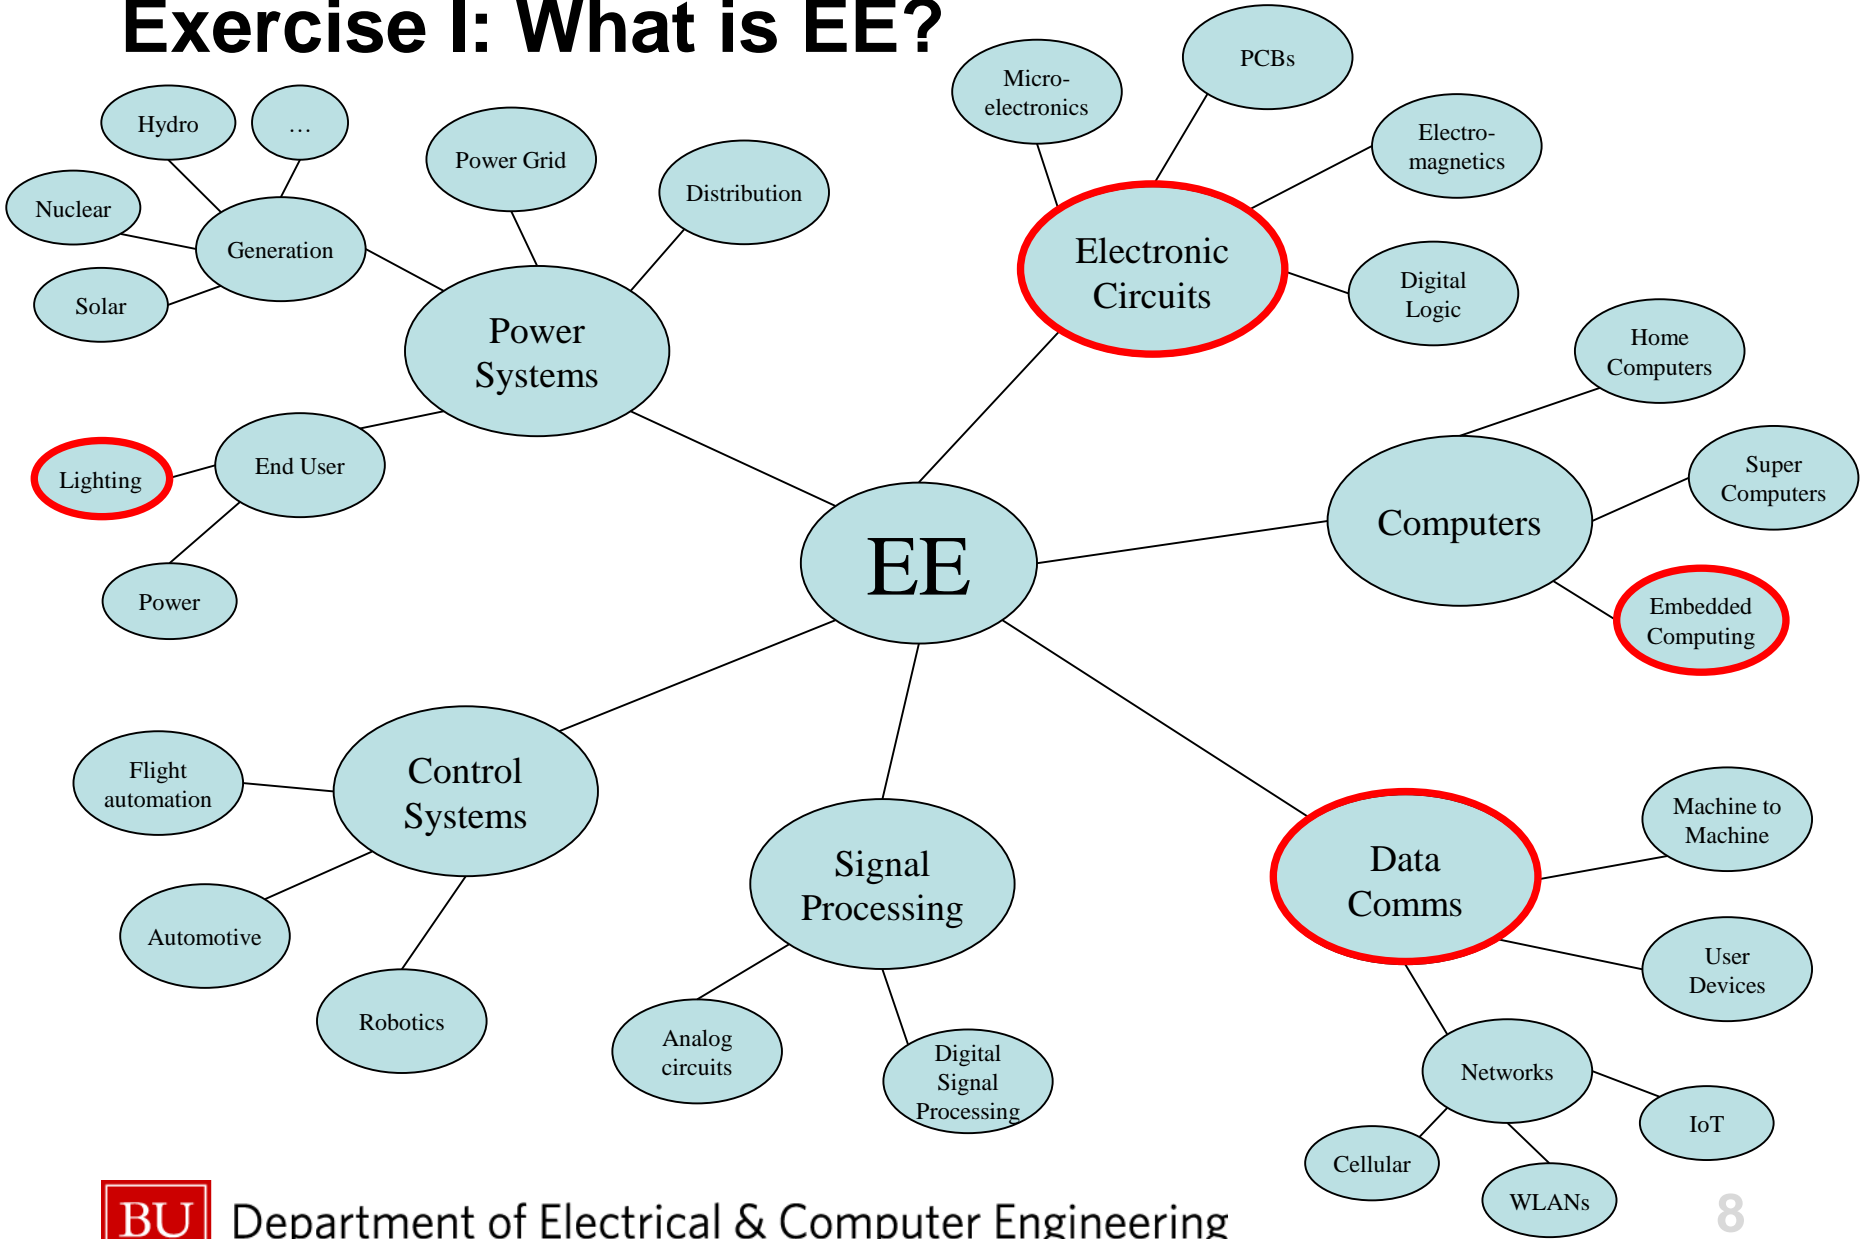 Exercise I: What is EE?
Hydro
…
Nuclear
Generation
Solar
Power Grid
Distribution
Power
Systems
Lighting
End User
Power
Micro-
electronics
PCBs
Electro-
magnetics
Electronic
Circuits
Digital
Logic
Home
Computers
Super
Computers
Computers
Embedded
Computing
EE
Flight
automation
Control
Systems
Automotive
Robotics
Signal
Processing
Analog
circuits
Digital
Signal
Processing
Data
Comms
Machine to
Machine
User
Devices
Networks
IoT
Cellular
WLANs
BU
Department of Electrical & Computer Engineering
8